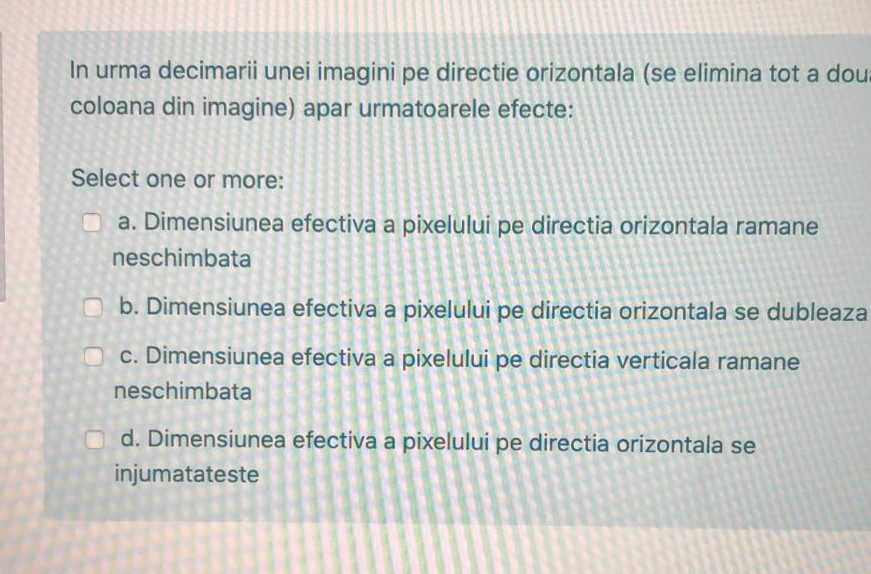 In urma decimarii unei imagini pe directie orizontala (se elimina tot a
coloana din imagine) apar urmatoarele efecte:
Select one or more:
a. Dimensiunea efectiva a pixelului pe directia orizontala ramane
neschimbata
b. Dimensiunea efectiva a pixelului pe directia orizontala se dubleaza
c. Dimensiunea efectiva a pixelului pe directia verticala ramane
neschimbata
d. Dimensiunea efectiva a pixelului pe directia orizontala se
injumatateste